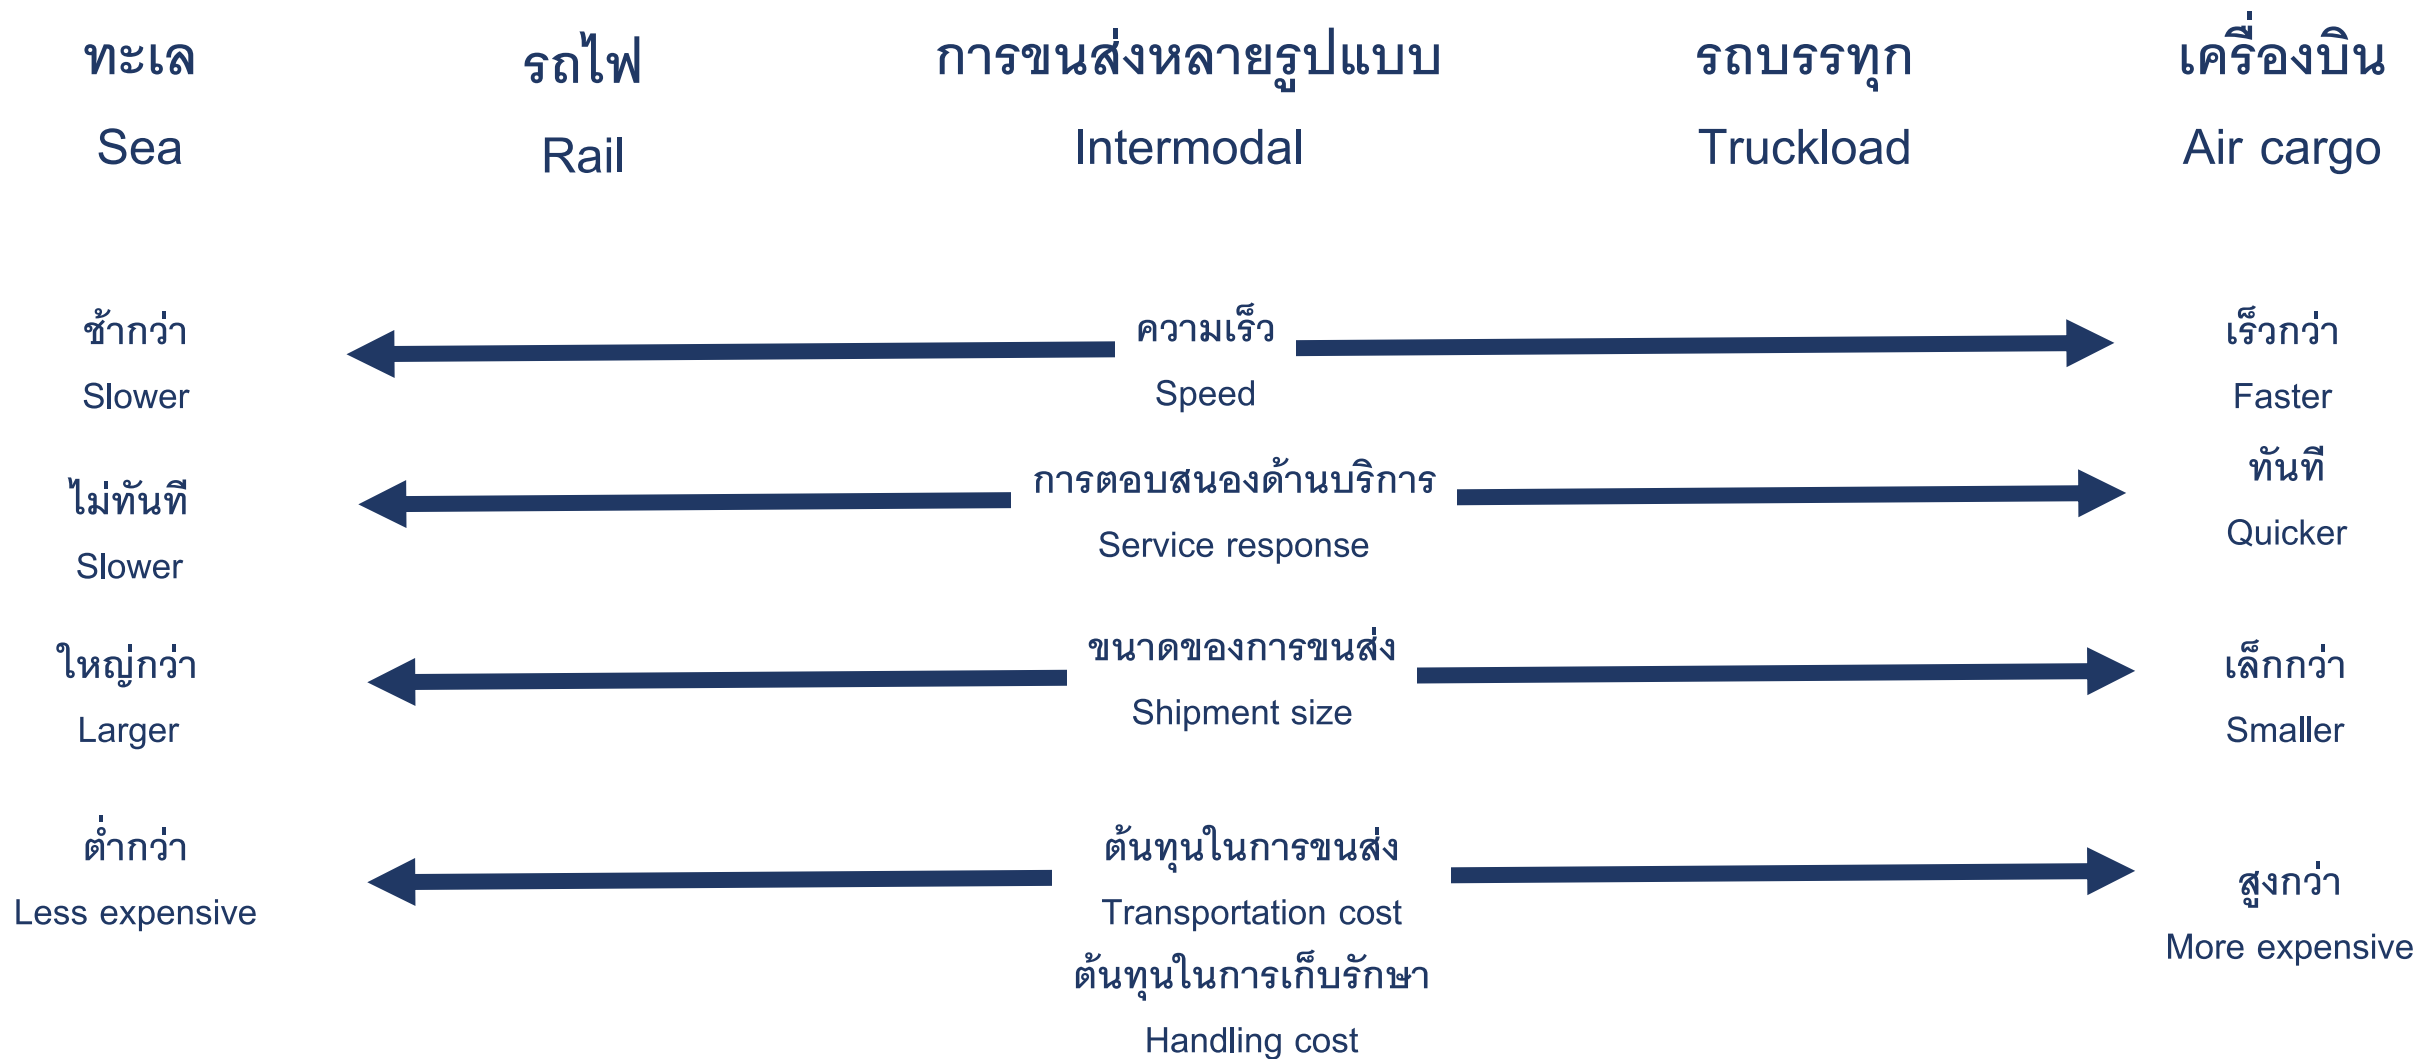 ทะเล
Sea
รถไฟ
Rail
การขนส่งหลายรูปแบบ
Intermodal
รถบรรทุก
Truckload
เครื่องบิน
Air cargo
ช้ากว่า
Slower
ความเร็ว
Speed
เร็วกว่า
Faster
ไม่ทันที
Slower
การตอบสนองด้านบริการ
Service response
ทันที
Quicker
ใหญ่กว่า
Larger
ขนาดของการขนส่ง
Shipment size
เล็กกว่า
Smaller
ต่ำกว่า
Less expensive
ต้นทุนในการขนส่ง
Transportation cost
ต้นทุนในการเก็บรักษา
Handling cost
สูงกว่า
More expensive